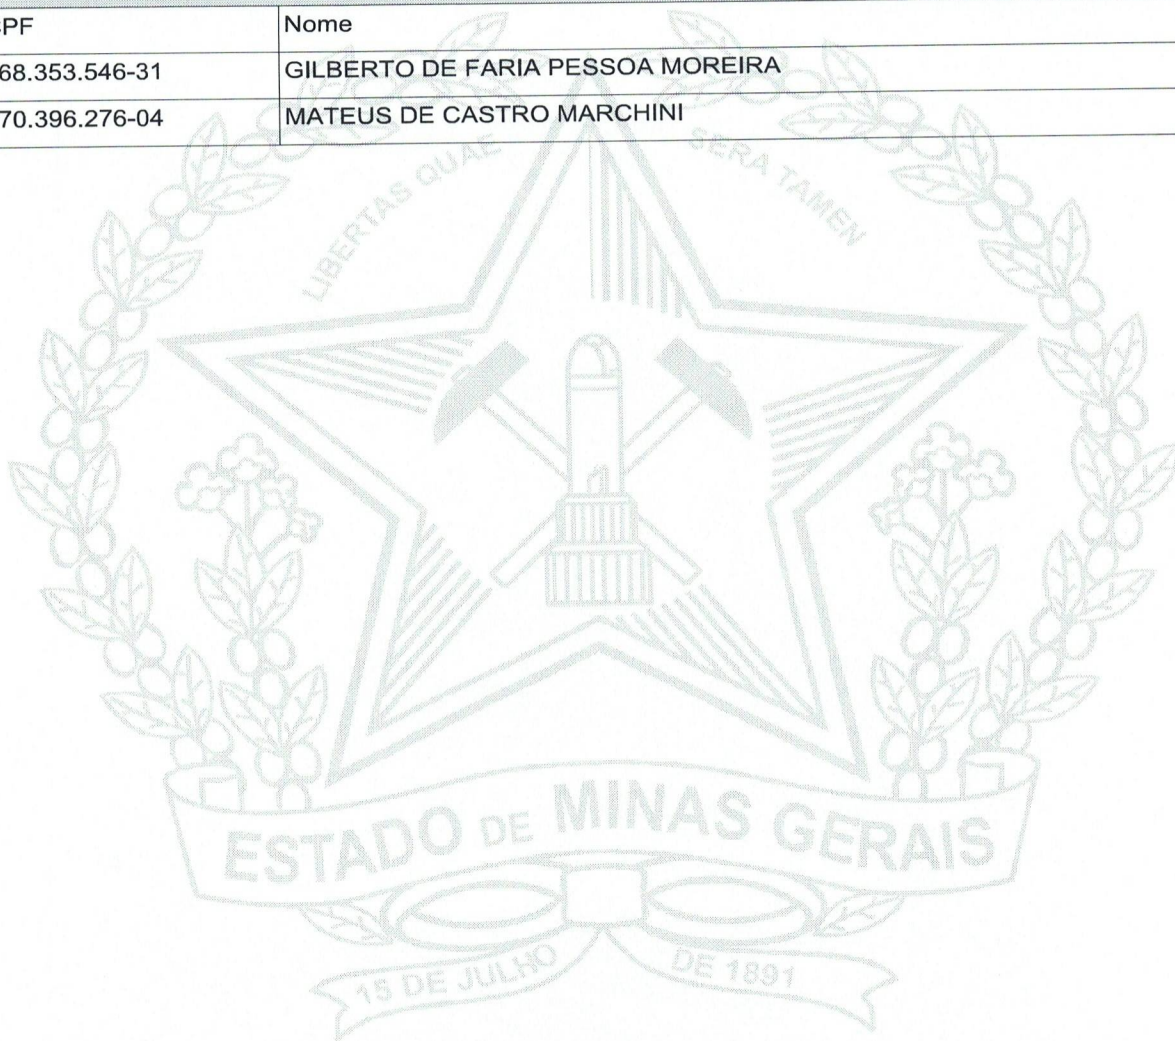 PF Nome
68.353.546-31 GILBERTO DE FARIA PESSOA MOREIRA
70.396.276-04 MATEUS DE CASTRO MARCHINI
LIBERTAS QUAE SERA TAMEN
ESTADO DE MINAS GERAIS
15 DE JULHO DE 1891